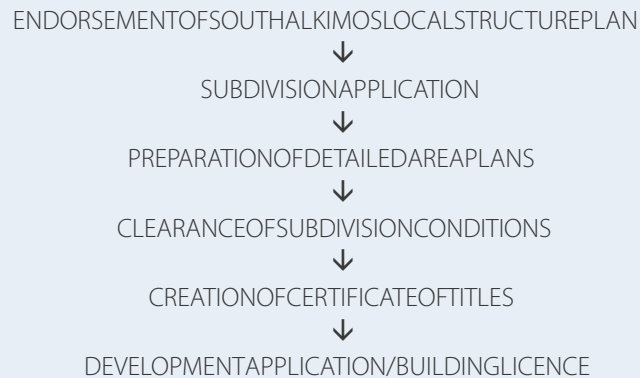 ENDORSEMENTOFSOUTHALKIMOSLOCALSTRUCTUREPLAN
SUBDIVISIONAPPLICATION
PREPARATIONOFDETAILEDAREAPLANS
CLEARANCEOFSUBDIVISIONCONDITIONS
CREATIONOFCERTIFICATEOFTITLES
DEVELOPMENTAPPLICATION/BUILDINGLICENCE